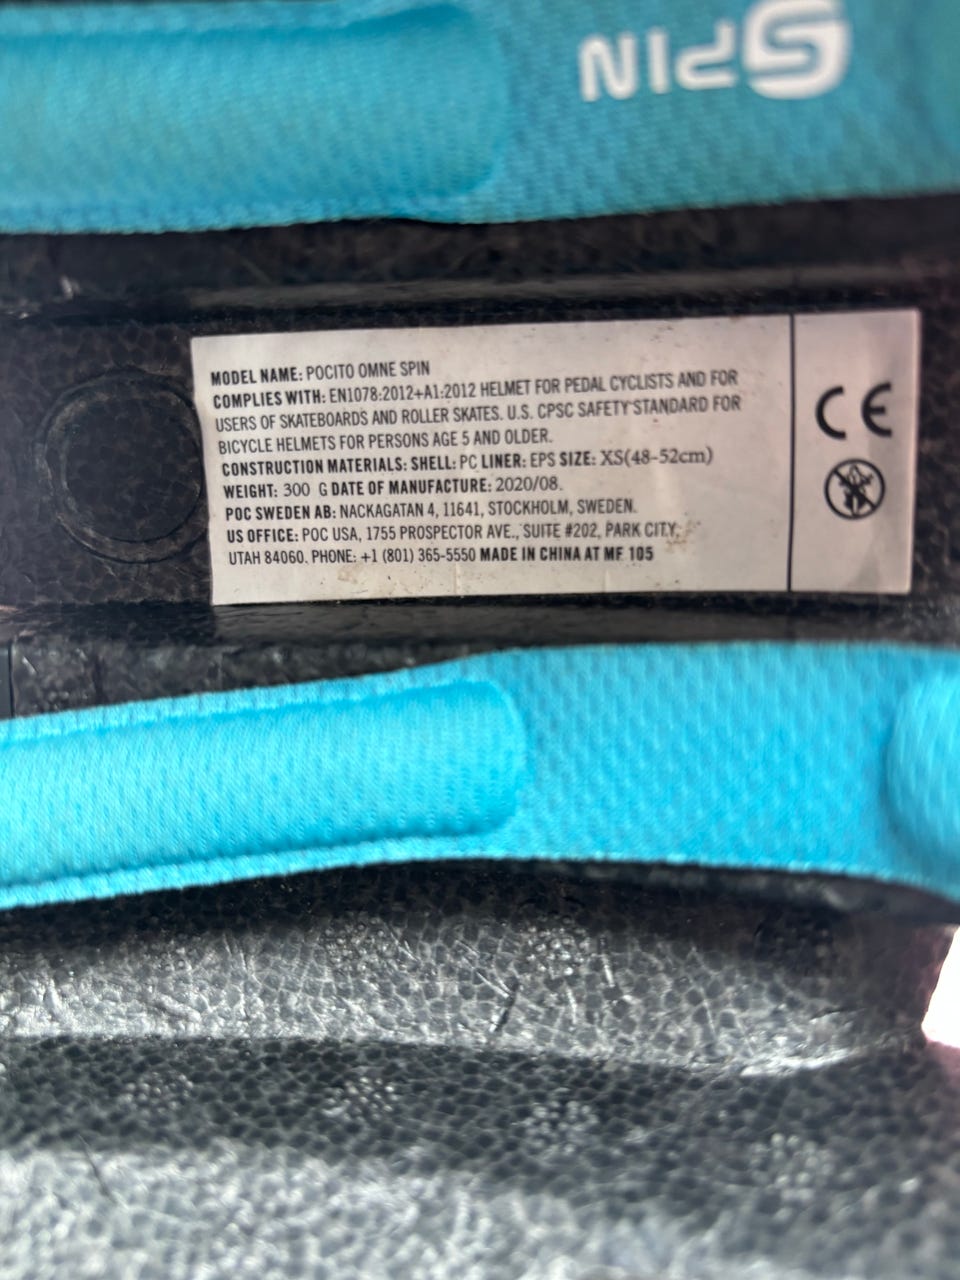 SPIN
MODEL NAME: POCITO OMNE SPIN
COMPLIES WITH: EN1078:2012+A1:2012 HELMET FOR PEDAL CYCLISTS AND FOR
USERS OF SKATEBOARDS AND ROLLER SKATES. U.S. CPSC SAFETY STANDARD FOR
BICYCLE HELMETS FOR PERSONS AGE 5 AND OLDER.
CONSTRUCTION MATERIALS: SHELL: PC LINER: EPS SIZE: XS(48-52cm)
WEIGHT: 300 G DATE OF MANUFACTURE: 2020/08.
POC SWEDEN AB: NACKAGATAN 4, 11641, STOCKHOLM, SWEDEN.
US OFFICE: POC USA, 1755 PROSPECTOR AVE., SUITE #202, PARK CITY,
UTAH 84060. PHONE: +1 (801) 365-5550 MADE IN CHINA AT MF 105
CE